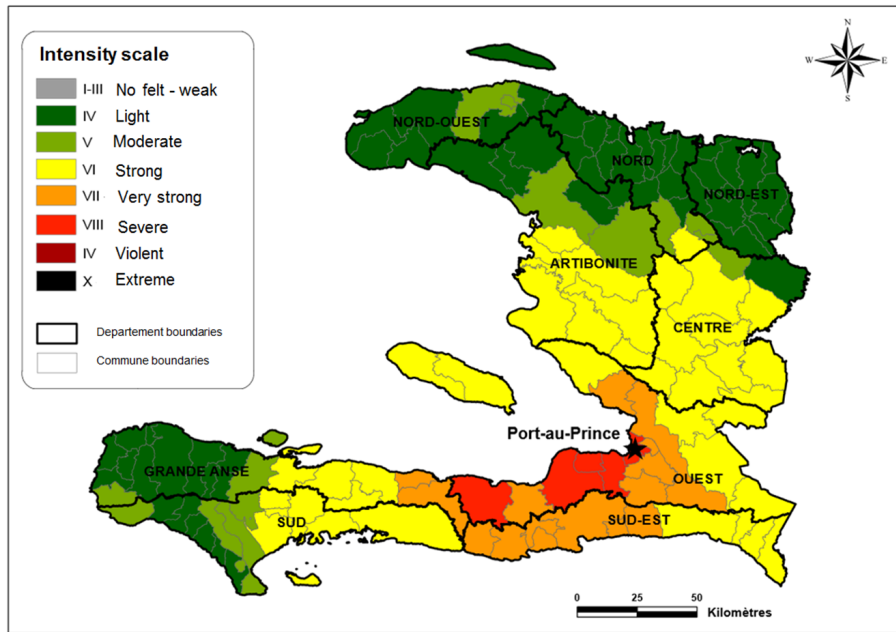 Intensity scale
I-III No felt - weak
IV Light
V Moderate
VI Strong
VII Very strong
VIII Severe
IV Violent
X Extreme
Departement boundaries
Commune boundaries
N
W E
S
NORD-OUEST
NORD
NORD-EST
ARTIBONITE
CENTRE
Port-au-Prince
OUEST
GRANDE ANSE
SUD
SUD-EST
0 25 50
Kilomètres